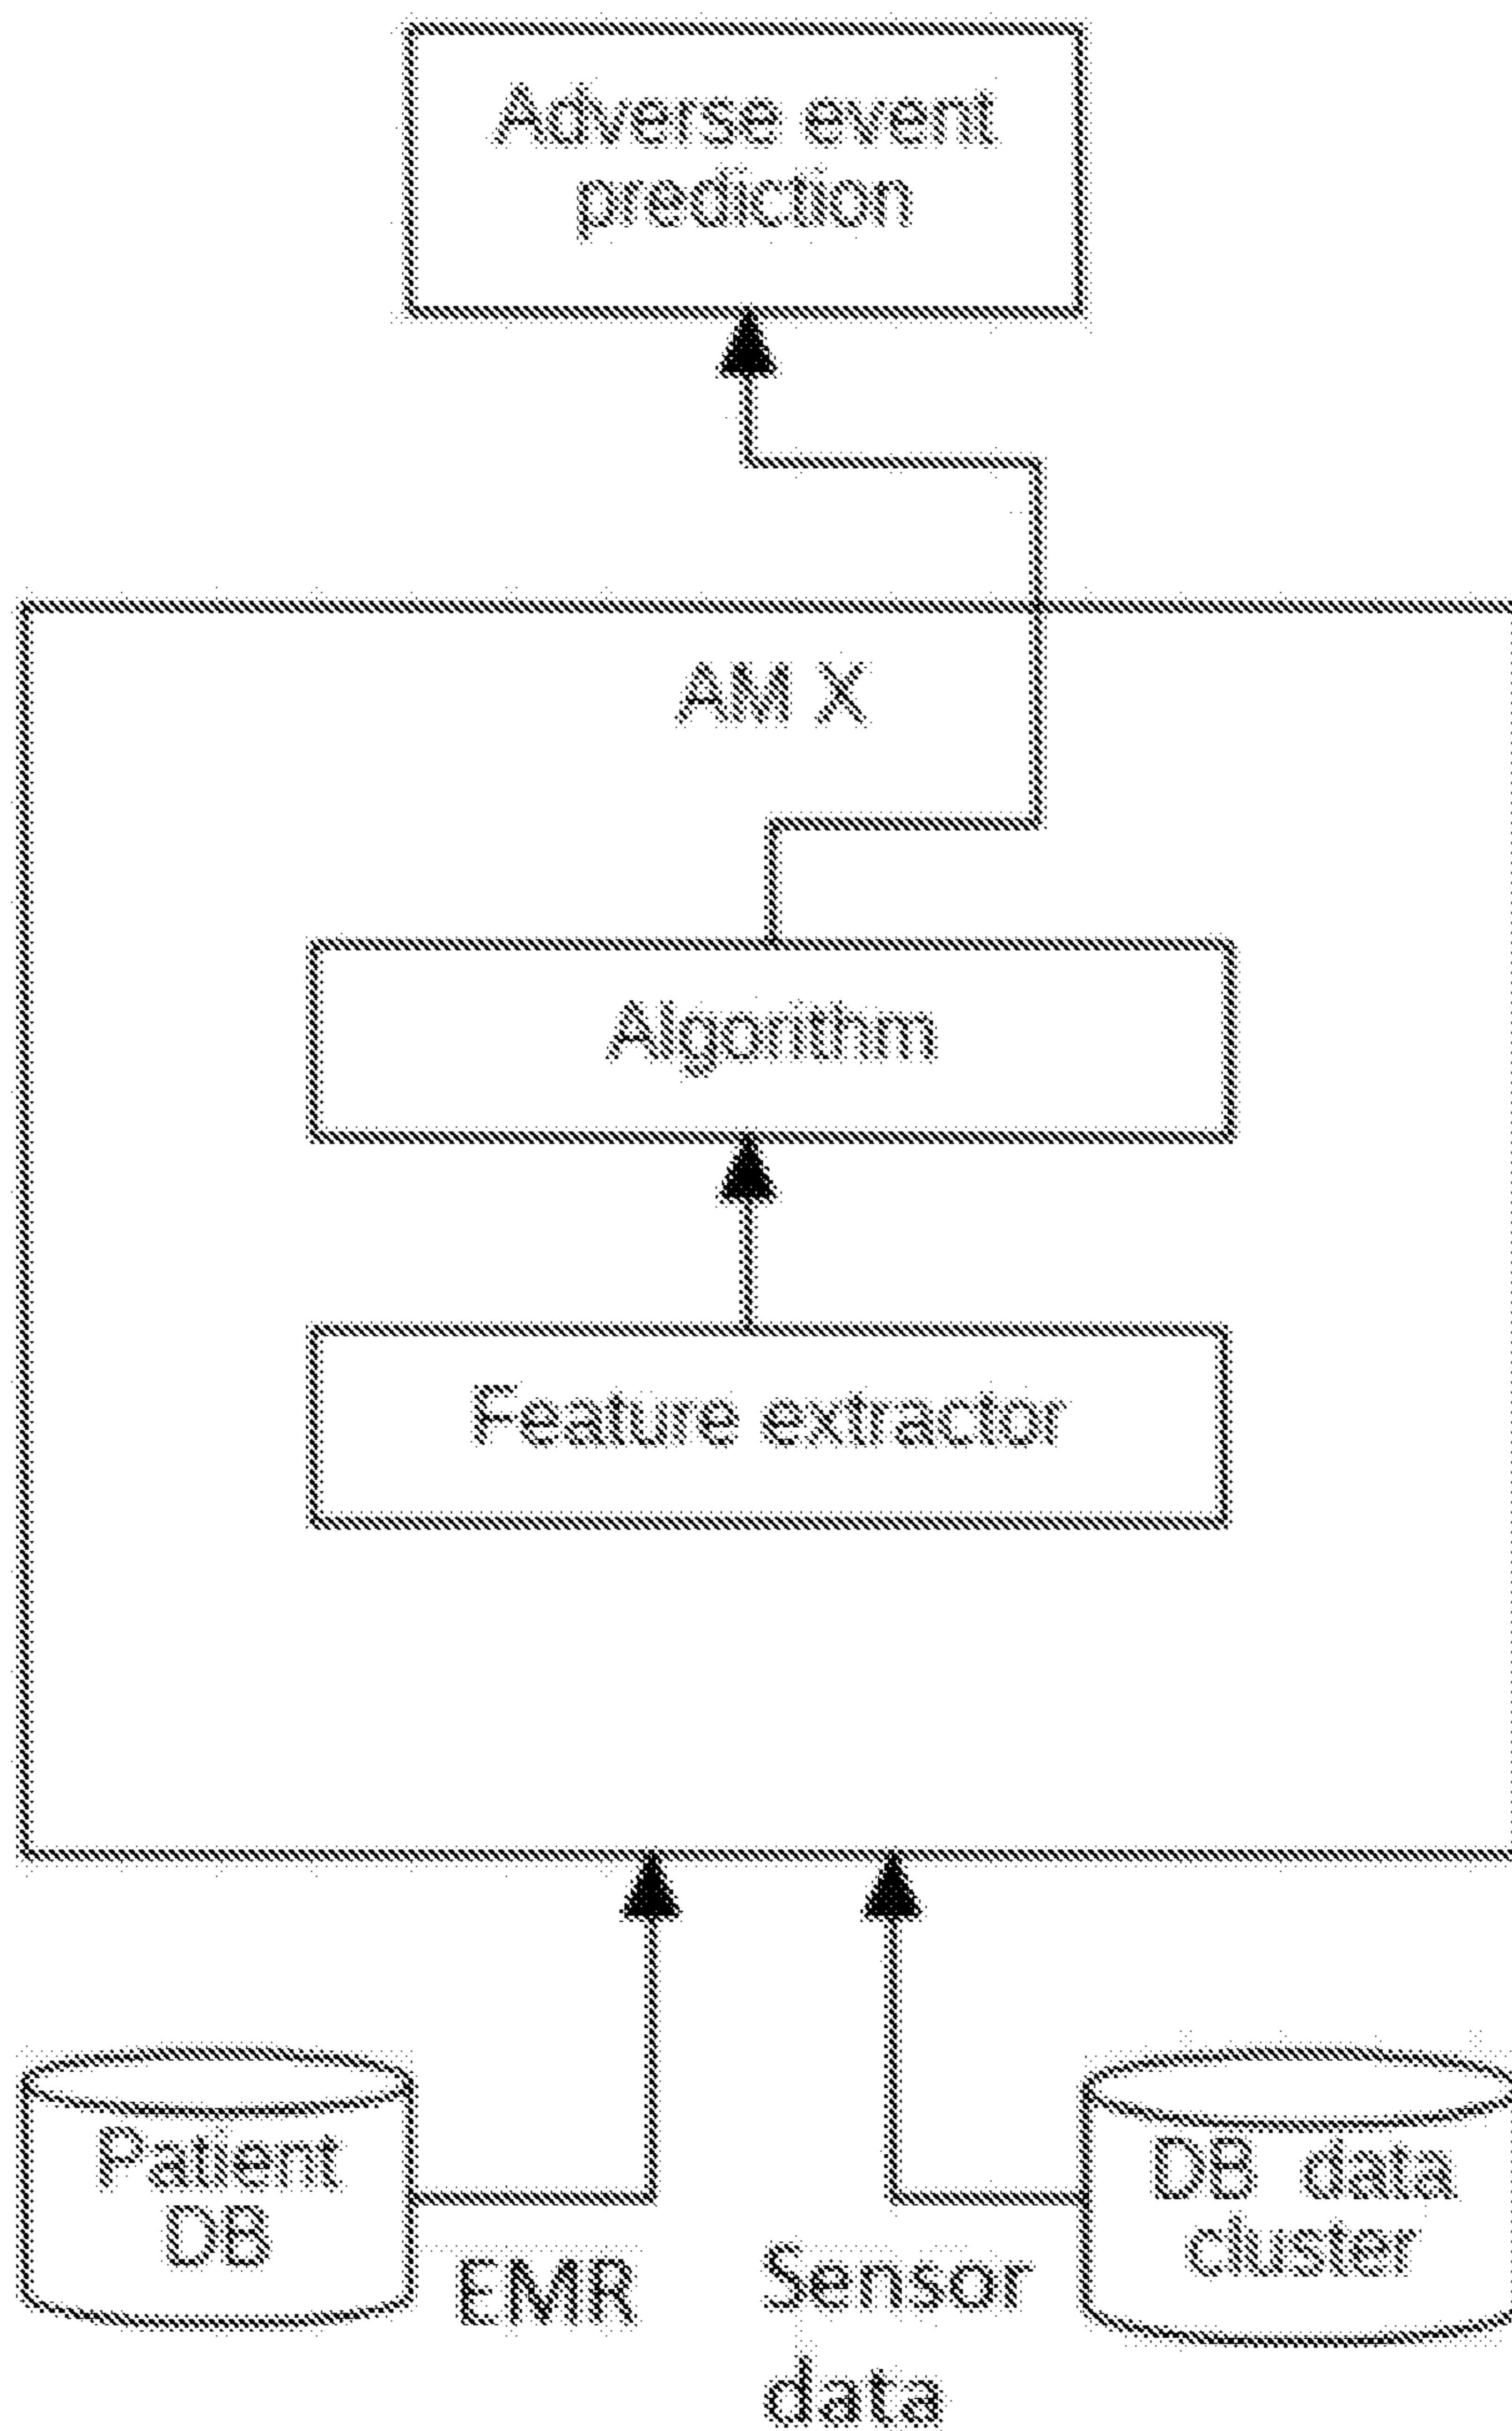 Adverse event
prediction
AM X
Algorithm
Feature extractor
Patient
DB
EMR
Sensor
data
DB data
cluster